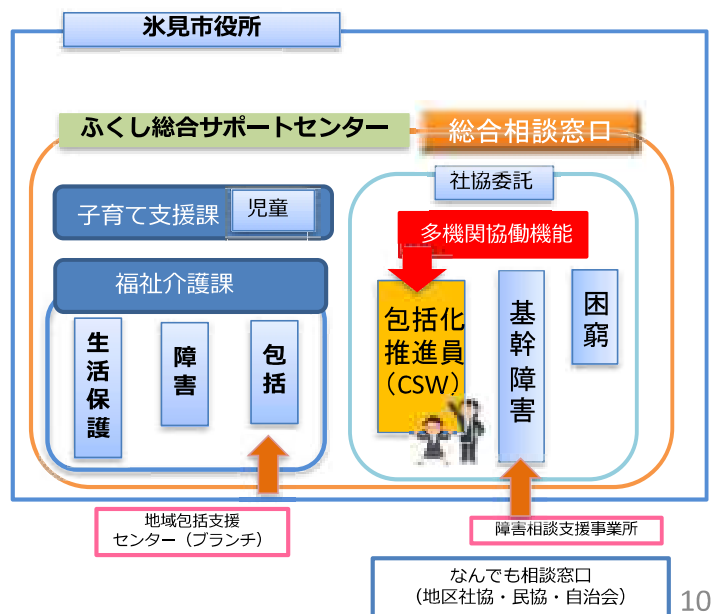 氷見市役所
ふくし総合サポートセンター
総合相談窓口
社協委託
子育て支援課
児童
多機関協働機能
福祉介護課
生活保護
障害
包括
包括化
推進員
（CSW）
基幹障害
困窮
地域包括支援
センター（ブランチ）
障害相談支援事業所
なんでも相談窓口
（地区社協・民協・自治会）
10